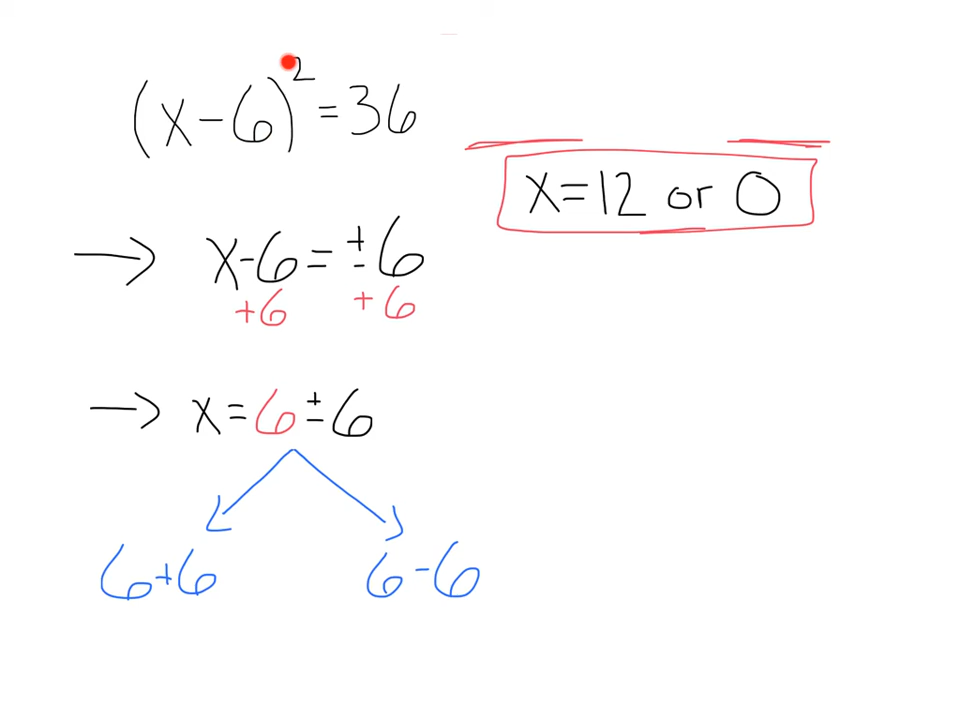 (x-6)² = 36
x = 12 or 0
→ x-6 = ±6
+6 +6
→ x = 6 ± 6
6+6 6-6